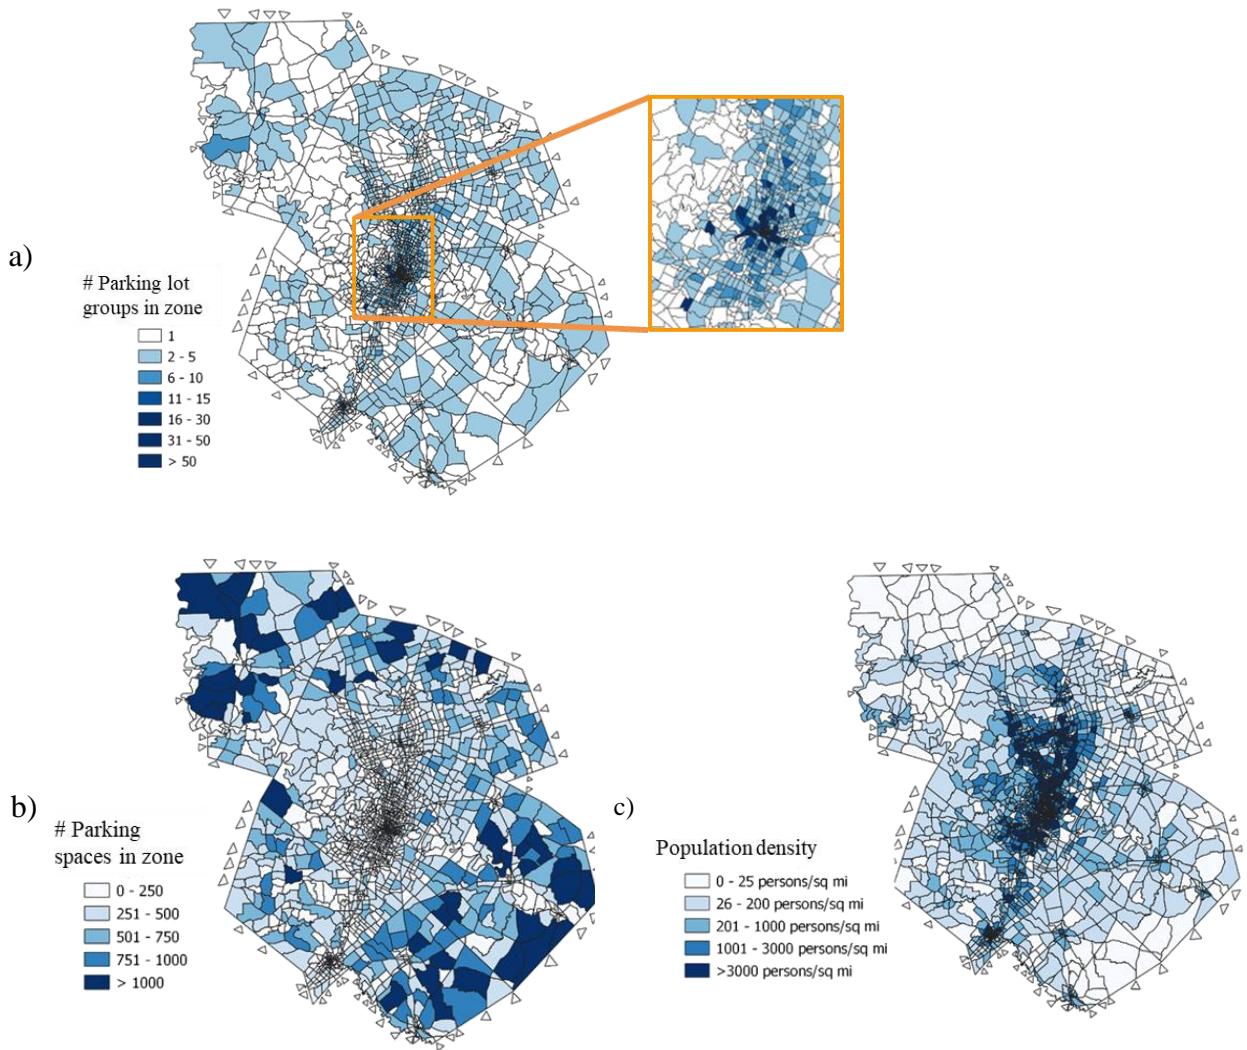 a)
# Parking lot
groups in zone
1
2 - 5
6 - 10
11 - 15
16 - 30
31 - 50
> 50
b)
# Parking
spaces in zone
0 - 250
251 - 500
501 - 750
751 - 1000
> 1000
c)
Population density
0 - 25 persons/sq mi
26 - 200 persons/sq mi
201 - 1000 persons/sq mi
1001 - 3000 persons/sq mi
>3000 persons/sq mi